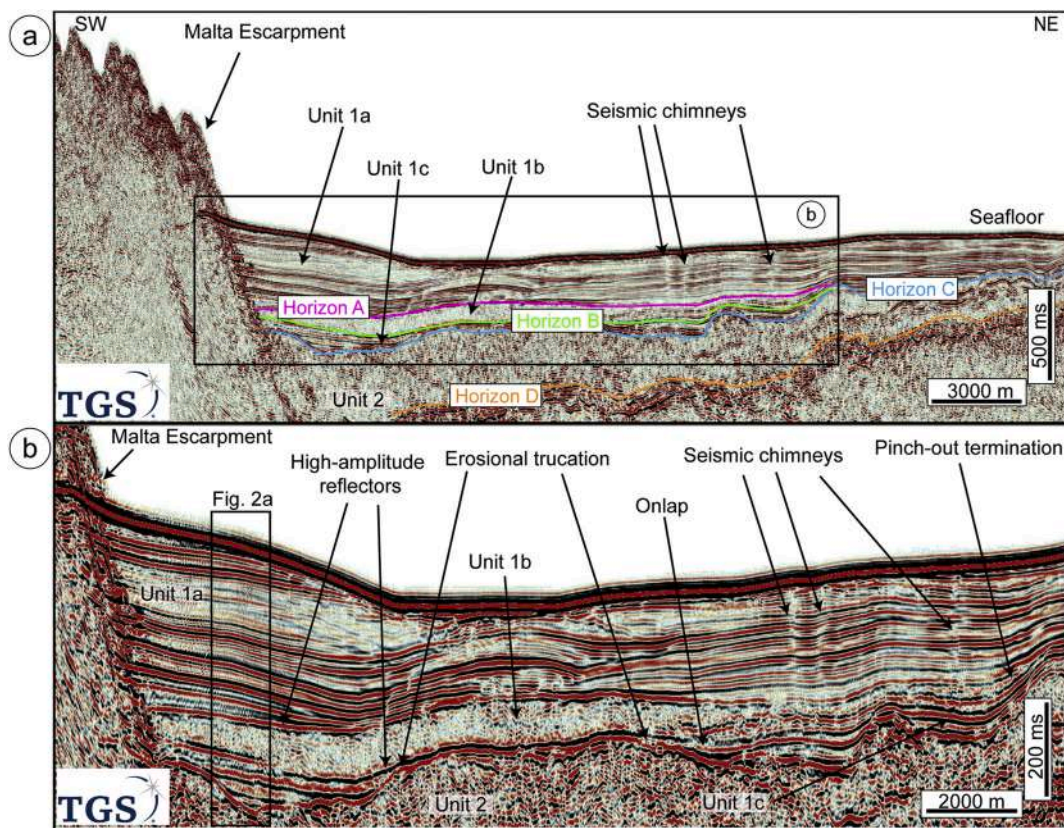 a
SW
NE
Malta Escarpment
Unit 1a
Seismic chimneys
Unit 1c
Unit 1b
b
Seafloor
Horizon A
Horizon B
Horizon C
500 ms
TGS
Unit 2
Horizon D
3000 m
b
Malta Escarpment
High-amplitude
reflectors
Erosional trucation
Seismic chimneys
Pinch-out termination
Fig. 2a
Onlap
Unit 1b
Unit 1a
200 ms
TGS
Unit 2
Unit 1c
2000 m